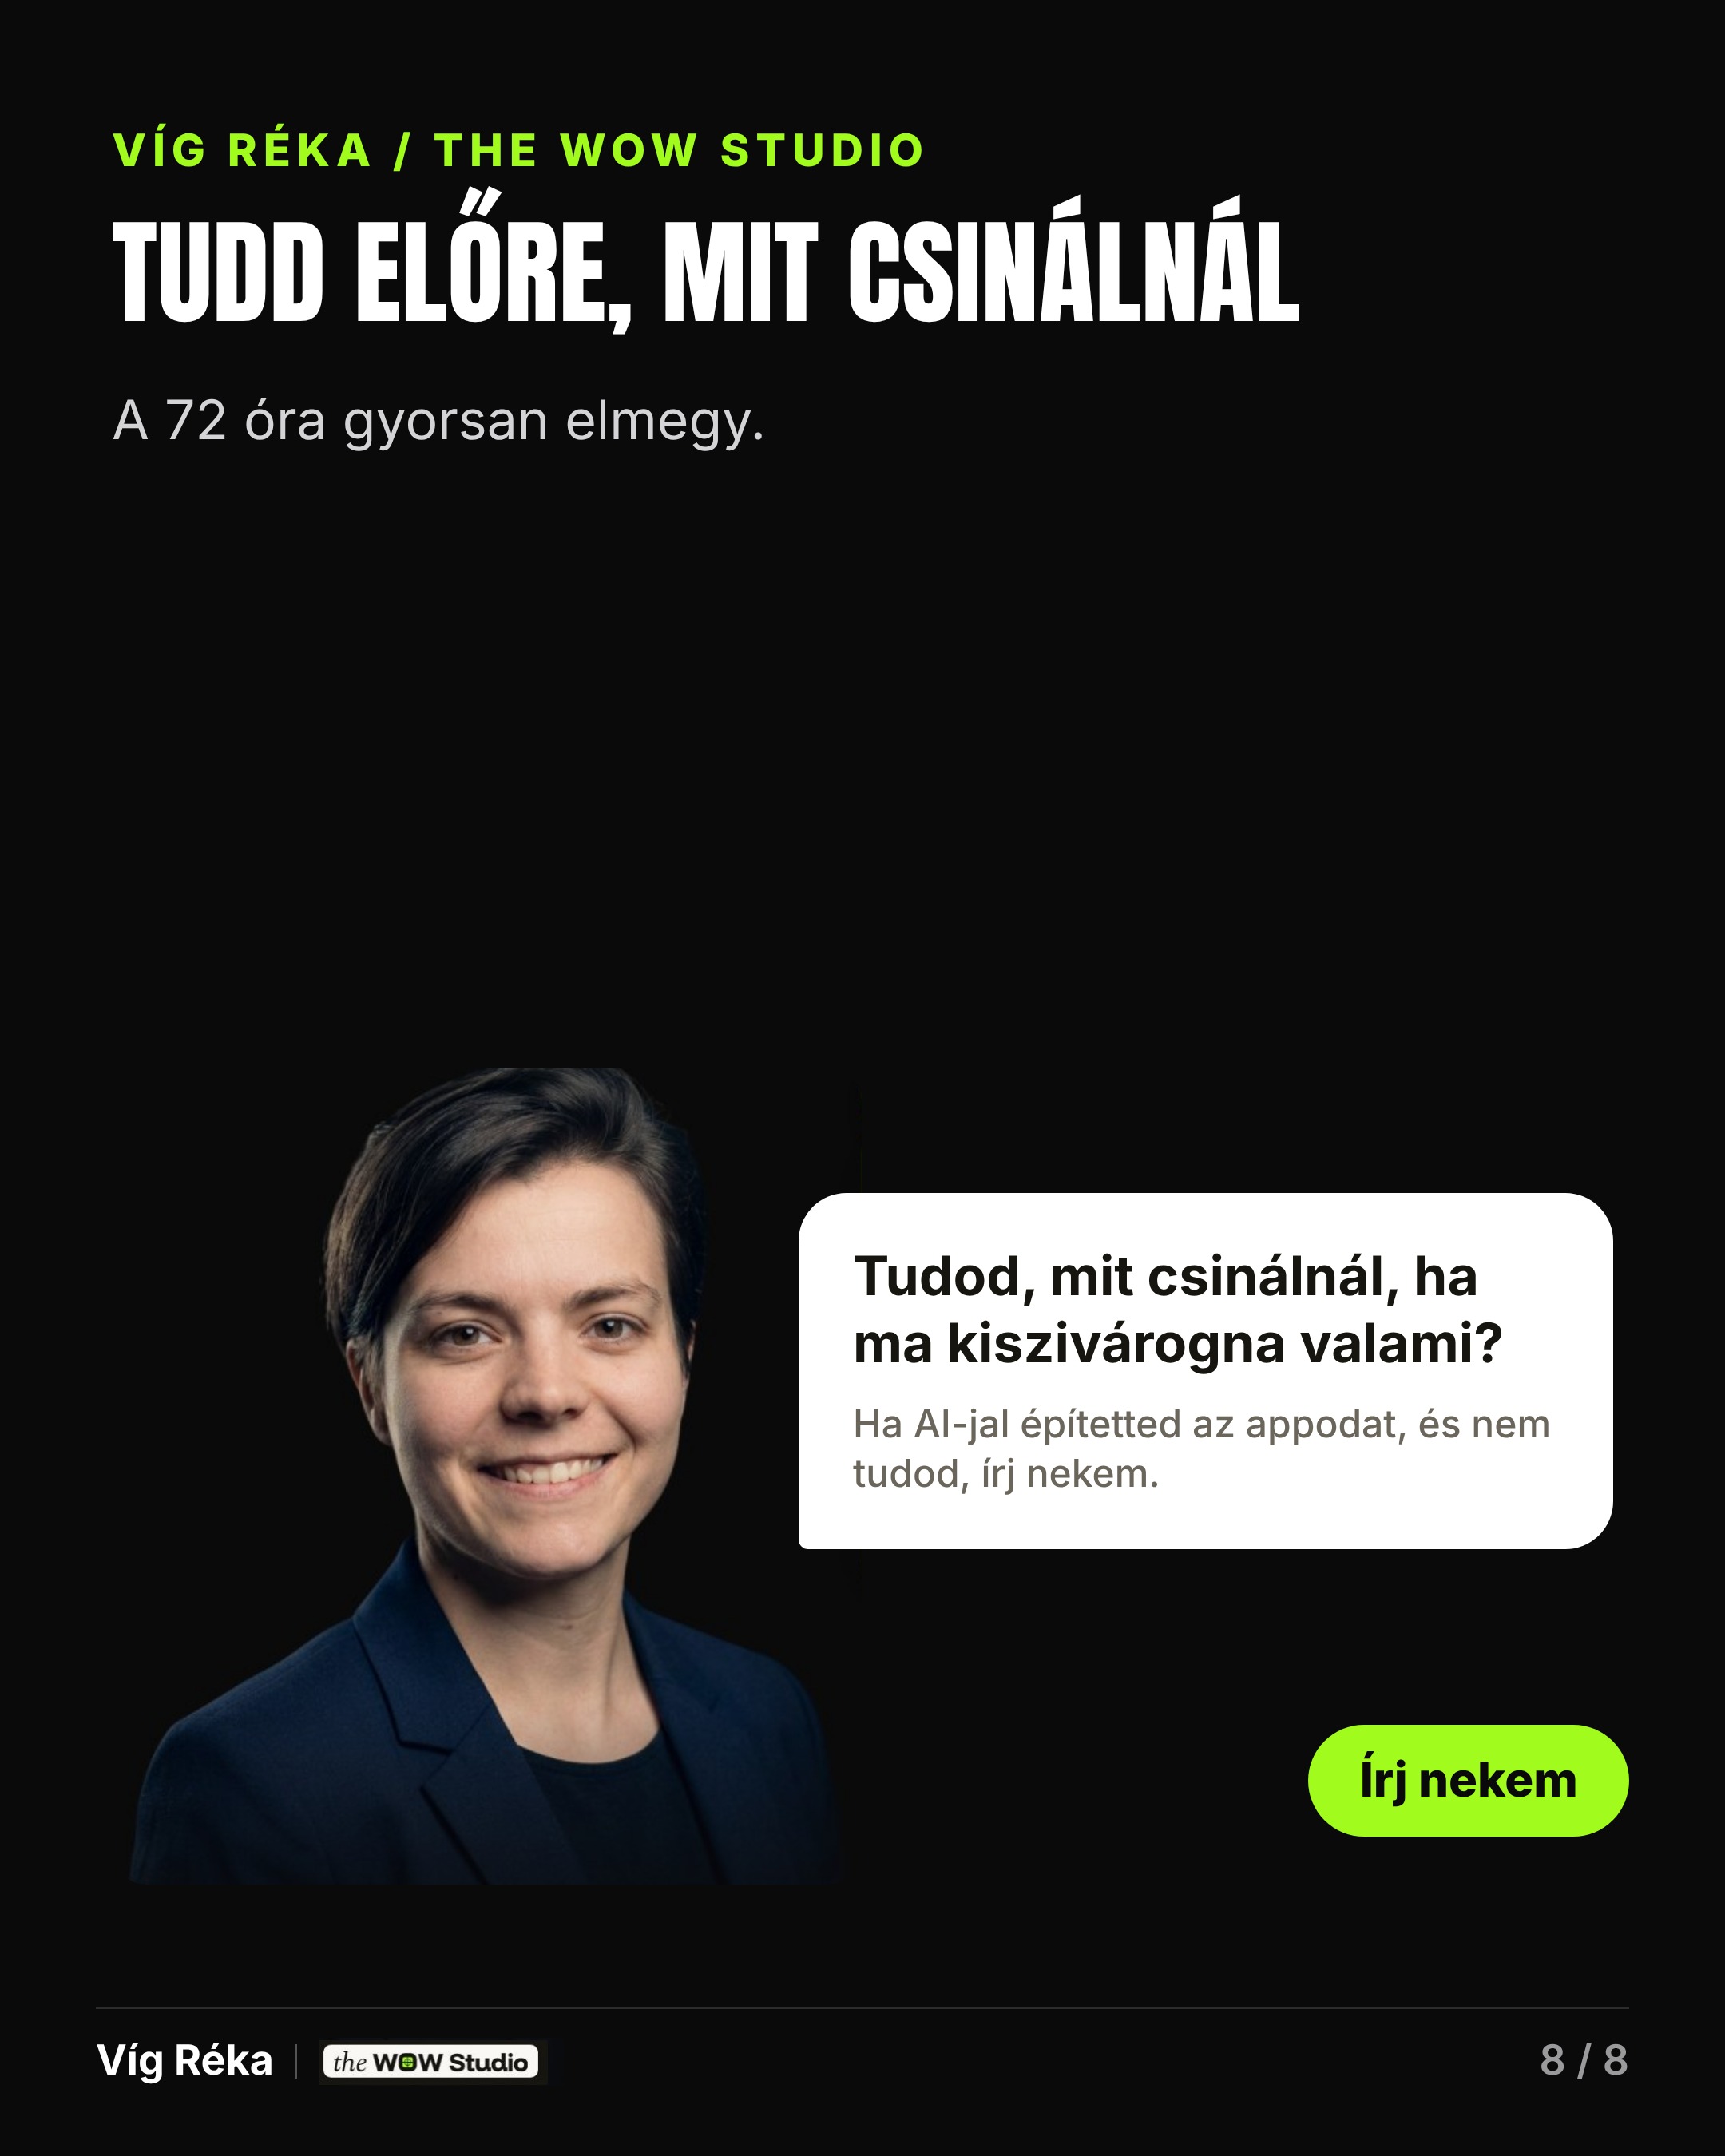 VÍG RÉKA / THE WOW STUDIO
TUDD ELŐRE, MIT CSINÁLNÁL
A 72 óra gyorsan elmegy.
Tudod, mit csinálnál, ha
ma kiszivárogna valami?
Ha AI-jal építetted az appodat, és nem
tudod, írj nekem.
Írj nekem
Víg Réka
the WOW Studio
8 / 8